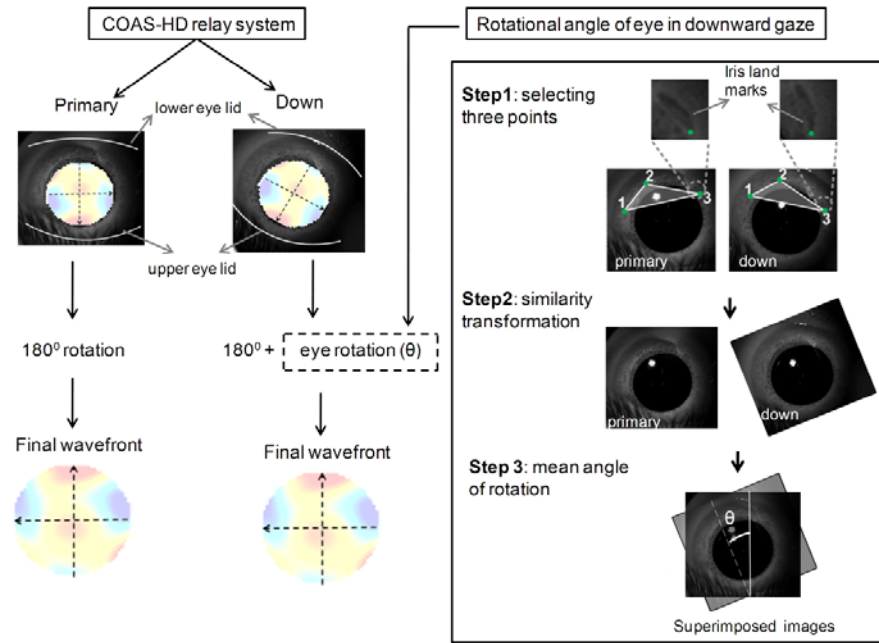 COAS-HD relay system
Rotational angle of eye in downward gaze
Primary
lower eye lid
Down
upper eye lid
180⁰ rotation
180⁰ + eye rotation (θ)
Final wavefront
Final wavefront
Step1: selecting
three points
Iris land
marks
1
2
3
primary
1
2
3
down
Step2: similarity
transformation
primary
down
Step 3: mean angle
of rotation
θ
Superimposed images